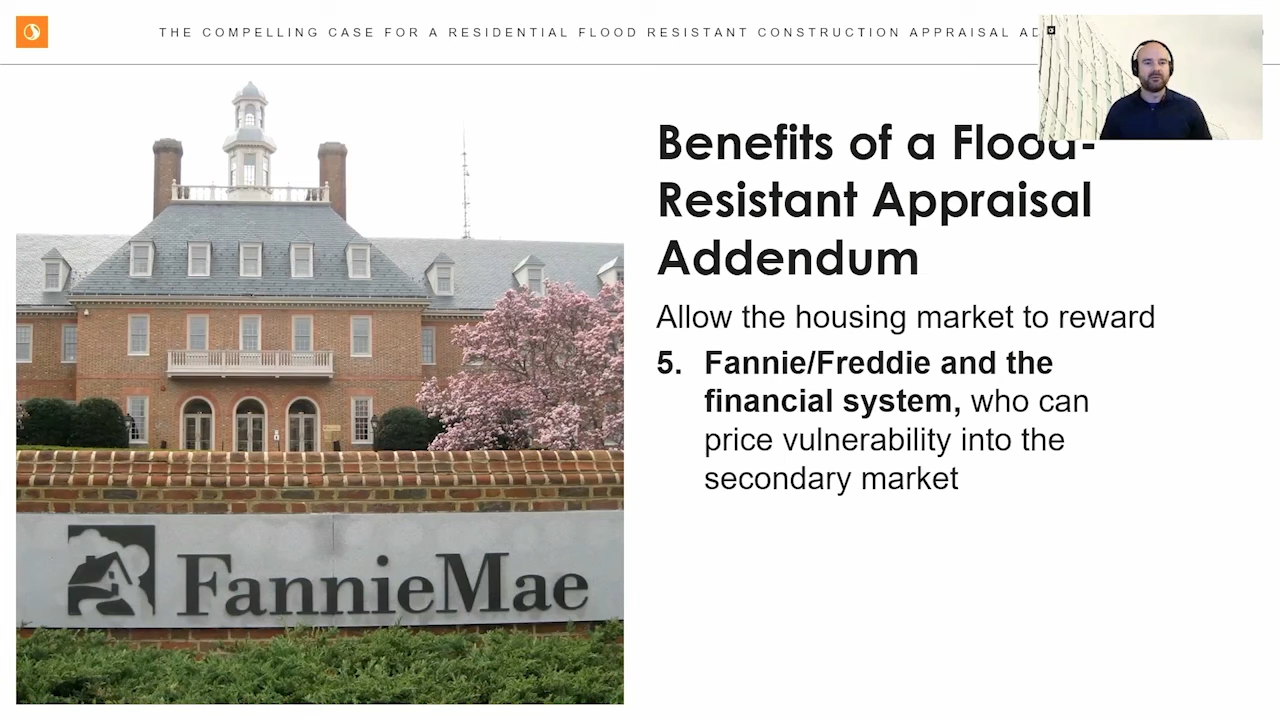 THE COMPELLING CASE FOR A RESIDENTIAL FLOOD RESISTANT CONSTRUCTION APPRAISAL AD
Benefits of a Flood-
Resistant Appraisal
Addendum
Allow the housing market to reward
5. Fannie/Freddie and the
financial system, who can
price vulnerability into the
secondary market
FannieMae